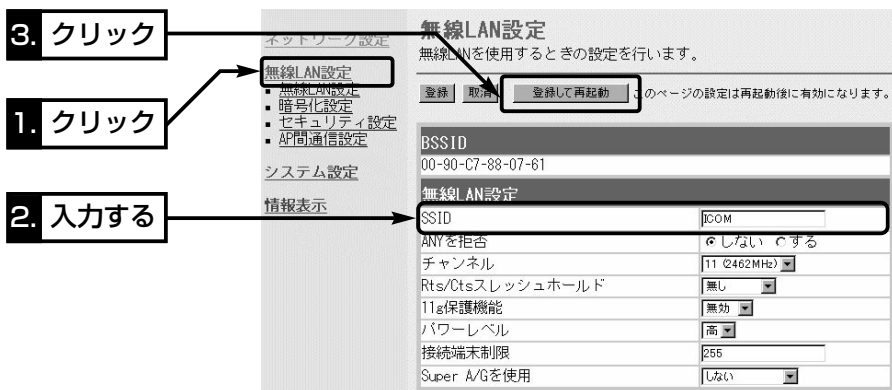 3. クリック
1. クリック
2. 入力する
ネットワーク設定
無線LAN設定
無線LAN設定
暗号化設定
セキュリティ設定
AP間通信設定
システム設定
情報表示
無線LAN設定
無線LANを使用するときの設定を行います。
登録 取消 登録して再起動 このページの設定は再起動後に有効になります。
BSSID
00-90-C7-88-07-61
無線LAN設定
SSID ICOM
ANYを拒否 しない する
チャンネル 11 (2462MHz)
Rts/Ctsスレッシュホールド 無し
11g保護機能 無効
パワーレベル 高
接続端末制限 255
Super A/Gを使用 しない